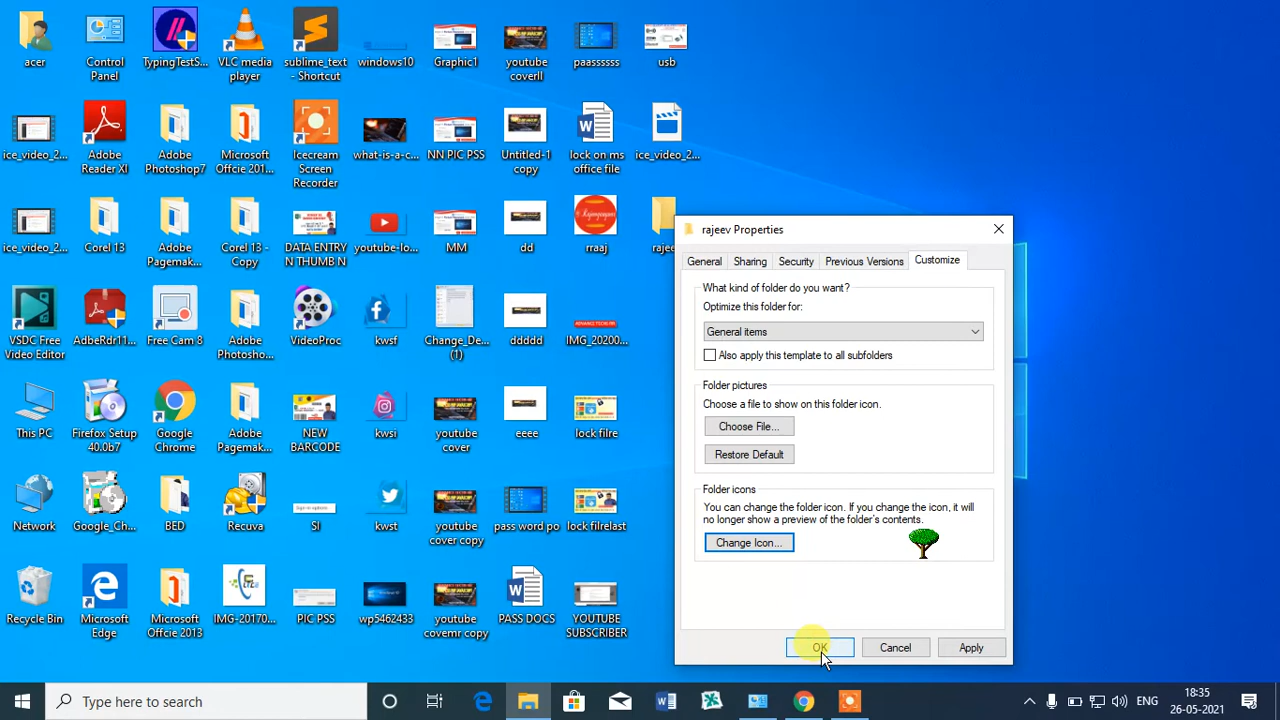 acer
Control
Panel
TypingTestS...
VLC media
player
sublime_text
- Shortcut
windows10
Graphic1
youtube
coverll
paasssss
usb
ice_video_2...
Adobe
Reader XI
Adobe
Photoshop7
Microsoft
Offcie 201...
Icecream
Screen
Recorder
what-is-a-c...
NN PIC PSS
Untitled-1
copy
lock on ms
office file
ice_video_2...
ice_video_2...
Corel 13
Adobe
Pagemak...
Corel 13 -
Copy
DATA ENTRY
N THUMB N
youtube-lo...
MM
dd
rraaj
rajee
VSDC Free
Video Editor
AdbeRdr11...
Free Cam 8
Adobe
Photosho...
VideoProc
kwsf
Change_De...
(1)
ddddd
IMG_20200...
This PC
Firefox Setup
40.0b7
Google
Chrome
Adobe
Pagemak...
NEW
BARCODE
kwsi
youtube
cover
eeee
lock filre
Network
Google_Ch...
BED
Recuva
SI
kwst
youtube
cover copy
pass word po
lock filrelast
Recycle Bin
Microsoft
Edge
Microsoft
Offcie 2013
IMG-20170...
PIC PSS
wp5462433
youtube
covemr copy
PASS DOCS
YOUTUBE
SUBSCRIBER
rajeev Properties
General
Sharing
Security
Previous Versions
Customize
What kind of folder do you want?
Optimize this folder for:
General items
Also apply this template to all subfolders
Folder pictures
Choose a file to show on this folder icon.
Choose File...
Restore Default
Folder icons
You can change the folder icon. If you change the icon, it will
no longer show a preview of the folder's contents.
Change Icon...
OK
Cancel
Apply
Type here to search
ENG
18:35
26-05-2021